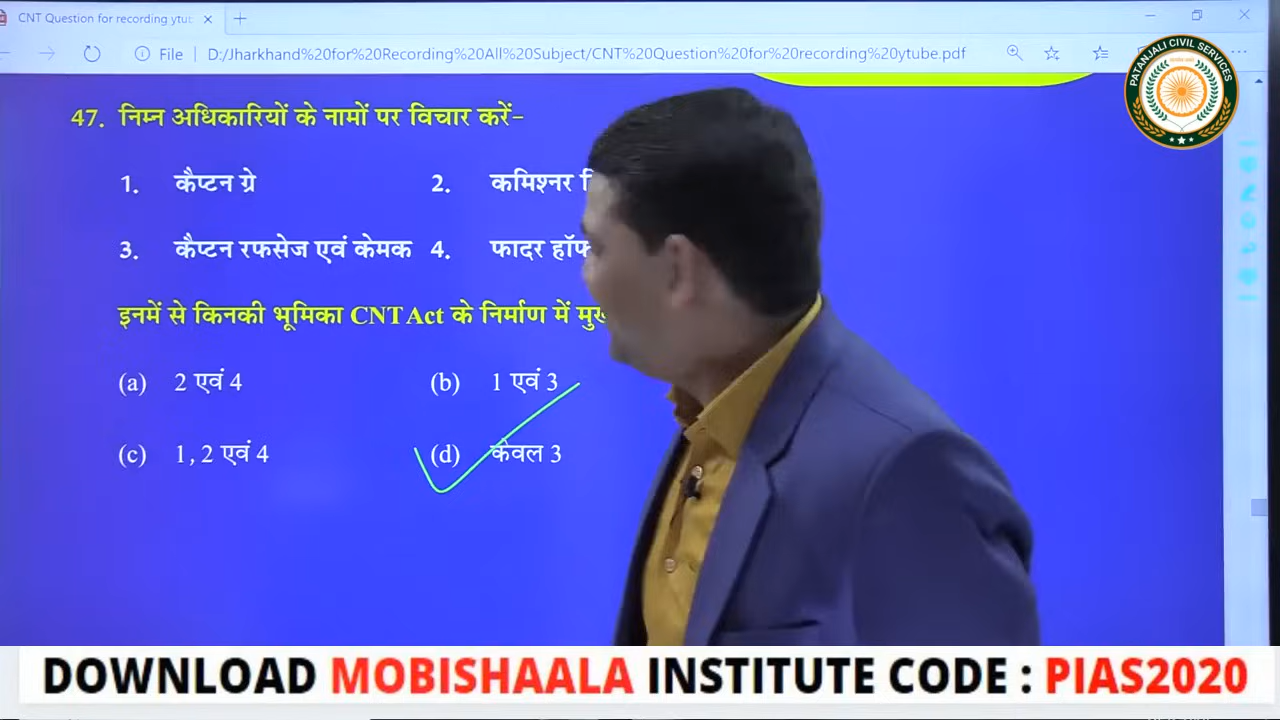 CNT Question for recording ytu
File D:/Jharkhand%20for%20Recording%20All%20Subject/CNT%20Question%20for%20recording%20ytube.pdf
PATANJALI CIVIL SERVICES
47. निम्न अधिकारियों के नामों पर विचार करें–
1. कैप्टन ग्रे 2. कमिश्नर
3. कैप्टन रफसेज एवं केमक 4. फादर
इनमें से किनकी भूमिका CNT Act के निर्माण में
(a) 2 एवं 4 (b) 1 एवं 3
(c) 1, 2 एवं 4 (d) केवल 3
DOWNLOAD MOBISHAALA INSTITUTE CODE : PIAS2020